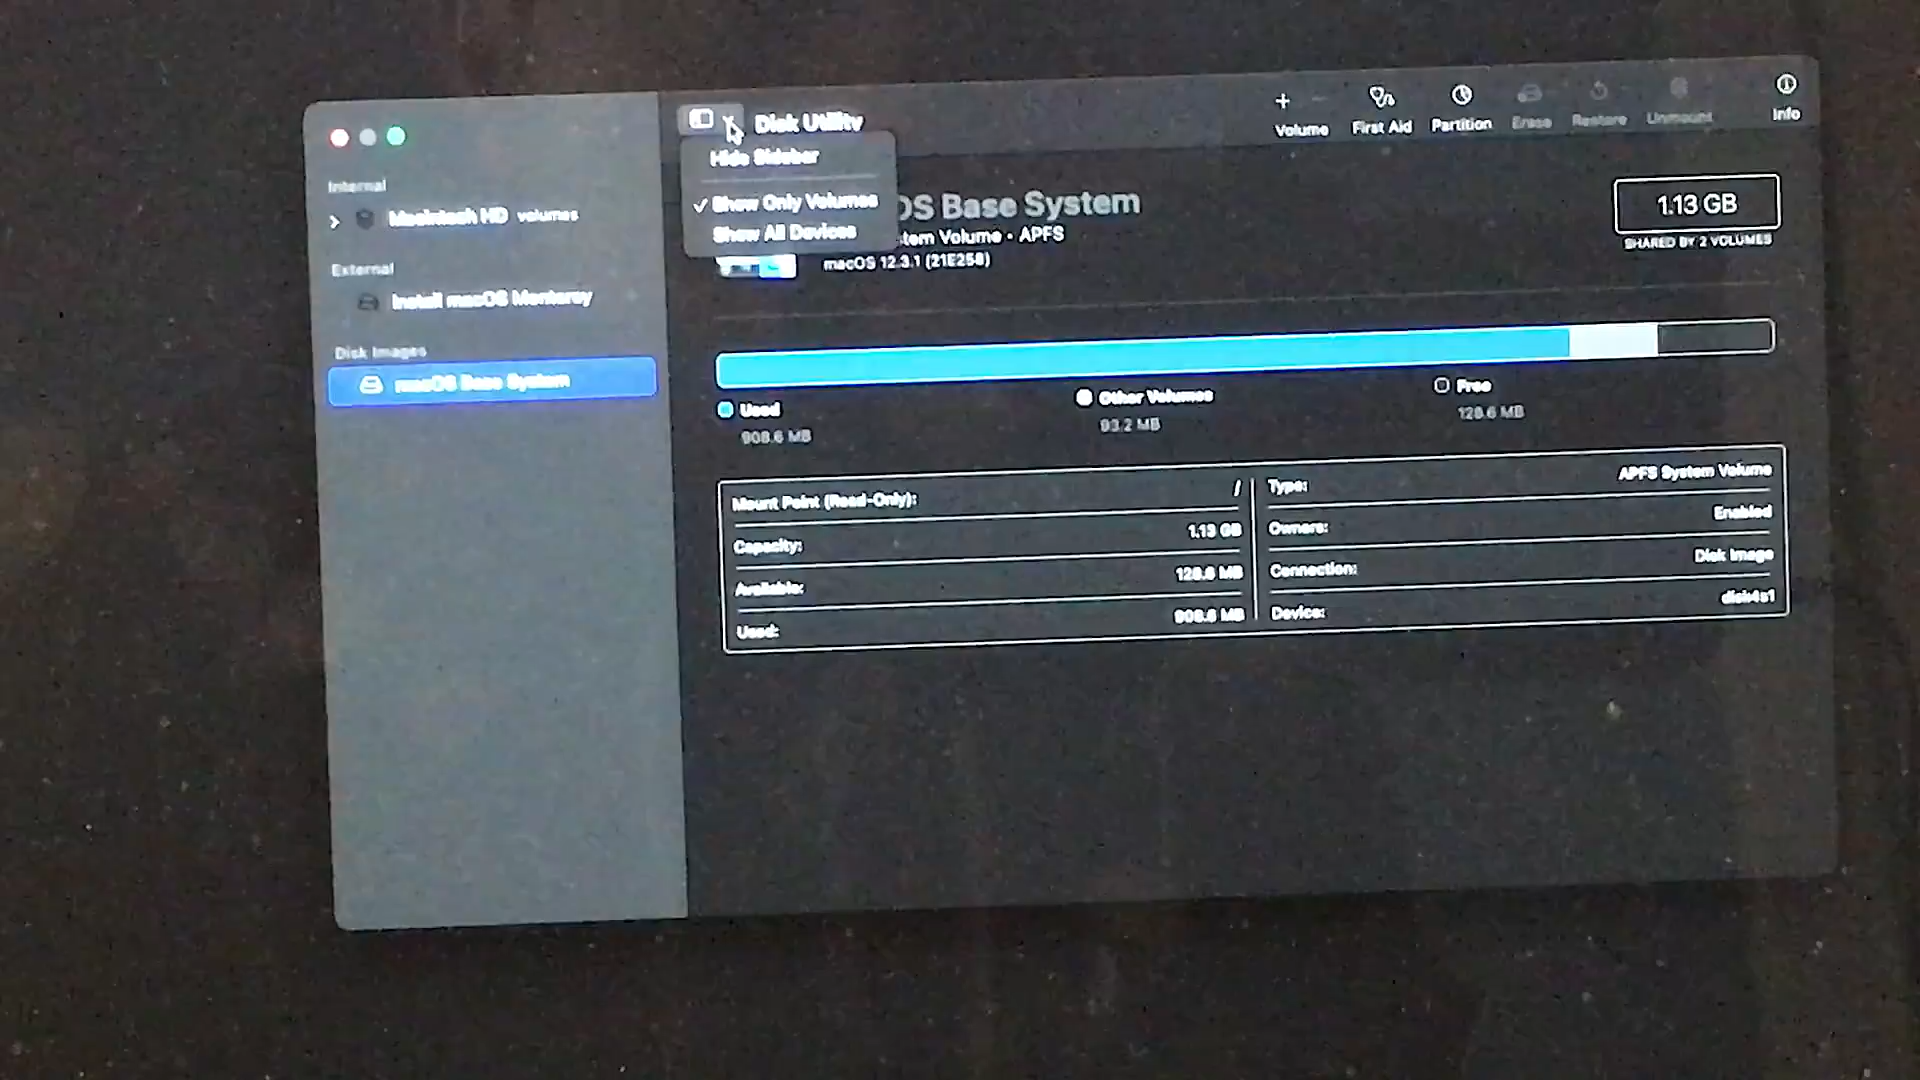 Disk Utility
Volume
First Aid
Partition
Erase
Restore
Unmount
Info
Hide Sidebar
✓ Show Only Volumes
Show All Devices
Internal
Macintosh HD volumes
External
Install macOS Monterey
Disk Images
macOS Base System
OS Base System
stem Volume • APFS
macOS 12.3.1 (21E258)
1.13 GB
SHARED BY 2 VOLUMES
Used
908.6 MB
Other Volumes
93.2 MB
Free
128.6 MB
Mount Point (Read-Only): /
Capacity: 1.13 GB
Available: 128.6 MB
Used: 908.6 MB
Type: APFS System Volume
Owners: Enabled
Connection: Disk Image
Device: disk4s1